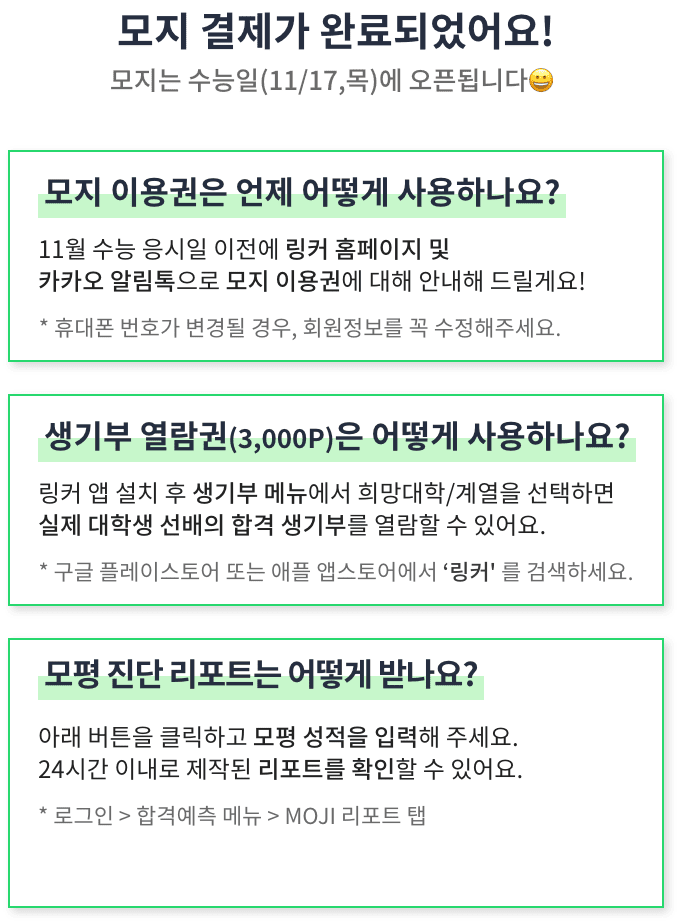 모지 결제가 완료되었어요!
모지는 수능일(11/17,목)에 오픈됩니다😀
모지 이용권은 언제 어떻게 사용하나요?
11월 수능 응시일 이전에 링커 홈페이지 및
카카오 알림톡으로 모지 이용권에 대해 안내해 드릴게요!
* 휴대폰 번호가 변경될 경우, 회원정보를 꼭 수정해주세요.
생기부 열람권(3,000P)은 어떻게 사용하나요?
링커 앱 설치 후 생기부 메뉴에서 희망대학/계열을 선택하면
실제 대학생 선배의 합격 생기부를 열람할 수 있어요.
* 구글 플레이스토어 또는 애플 앱스토어에서 ‘링커' 를 검색하세요.
모평 진단 리포트는 어떻게 받나요?
아래 버튼을 클릭하고 모평 성적을 입력해 주세요.
24시간 이내로 제작된 리포트를 확인할 수 있어요.
* 로그인 > 합격예측 메뉴 > MOJI 리포트 탭